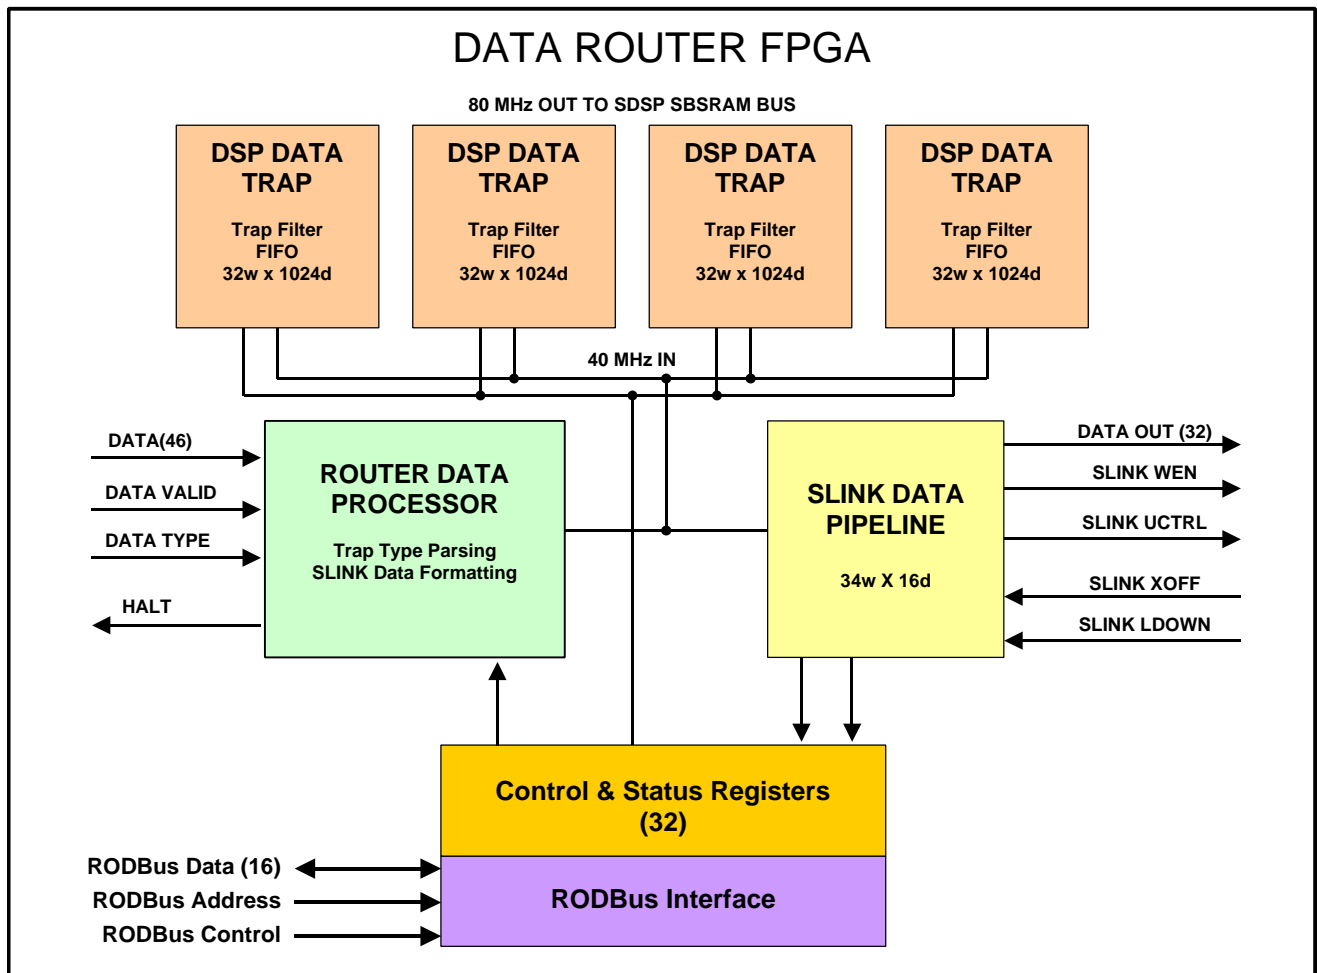 DATA ROUTER FPGA
80 MHz OUT TO SDSP SBSRAM BUS
DSP DATA
TRAP
Trap Filter
FIFO
32w x 1024d
DSP DATA
TRAP
Trap Filter
FIFO
32w x 1024d
DSP DATA
TRAP
Trap Filter
FIFO
32w x 1024d
DSP DATA
TRAP
Trap Filter
FIFO
32w x 1024d
40 MHz IN
DATA(46)
DATA VALID
DATA TYPE
HALT
ROUTER DATA
PROCESSOR
Trap Type Parsing
SLINK Data Formatting
SLINK DATA
PIPELINE
34w X 16d
DATA OUT (32)
SLINK WEN
SLINK UCTRL
SLINK XOFF
SLINK LDOWN
Control & Status Registers
(32)
RODBus Data (16)
RODBus Address
RODBus Control
RODBus Interface